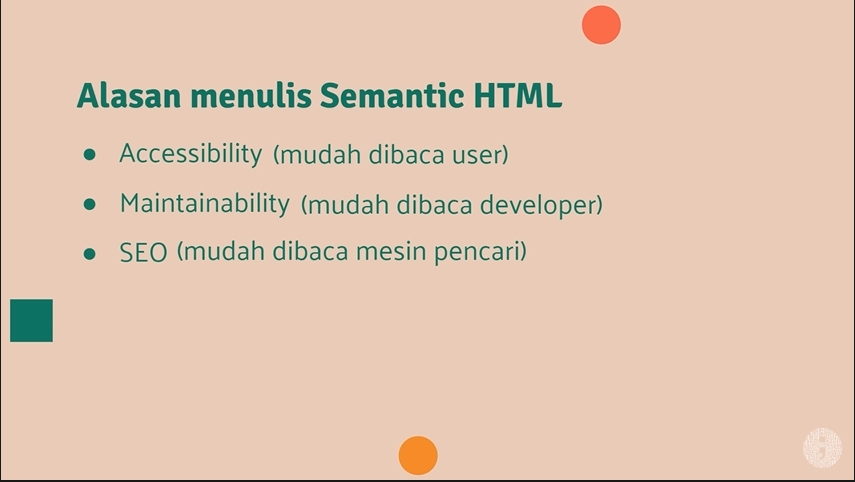 Alasan menulis Semantic HTML
● Accessibility (mudah dibaca user)
● Maintainability (mudah dibaca developer)
● SEO (mudah dibaca mesin pencari)